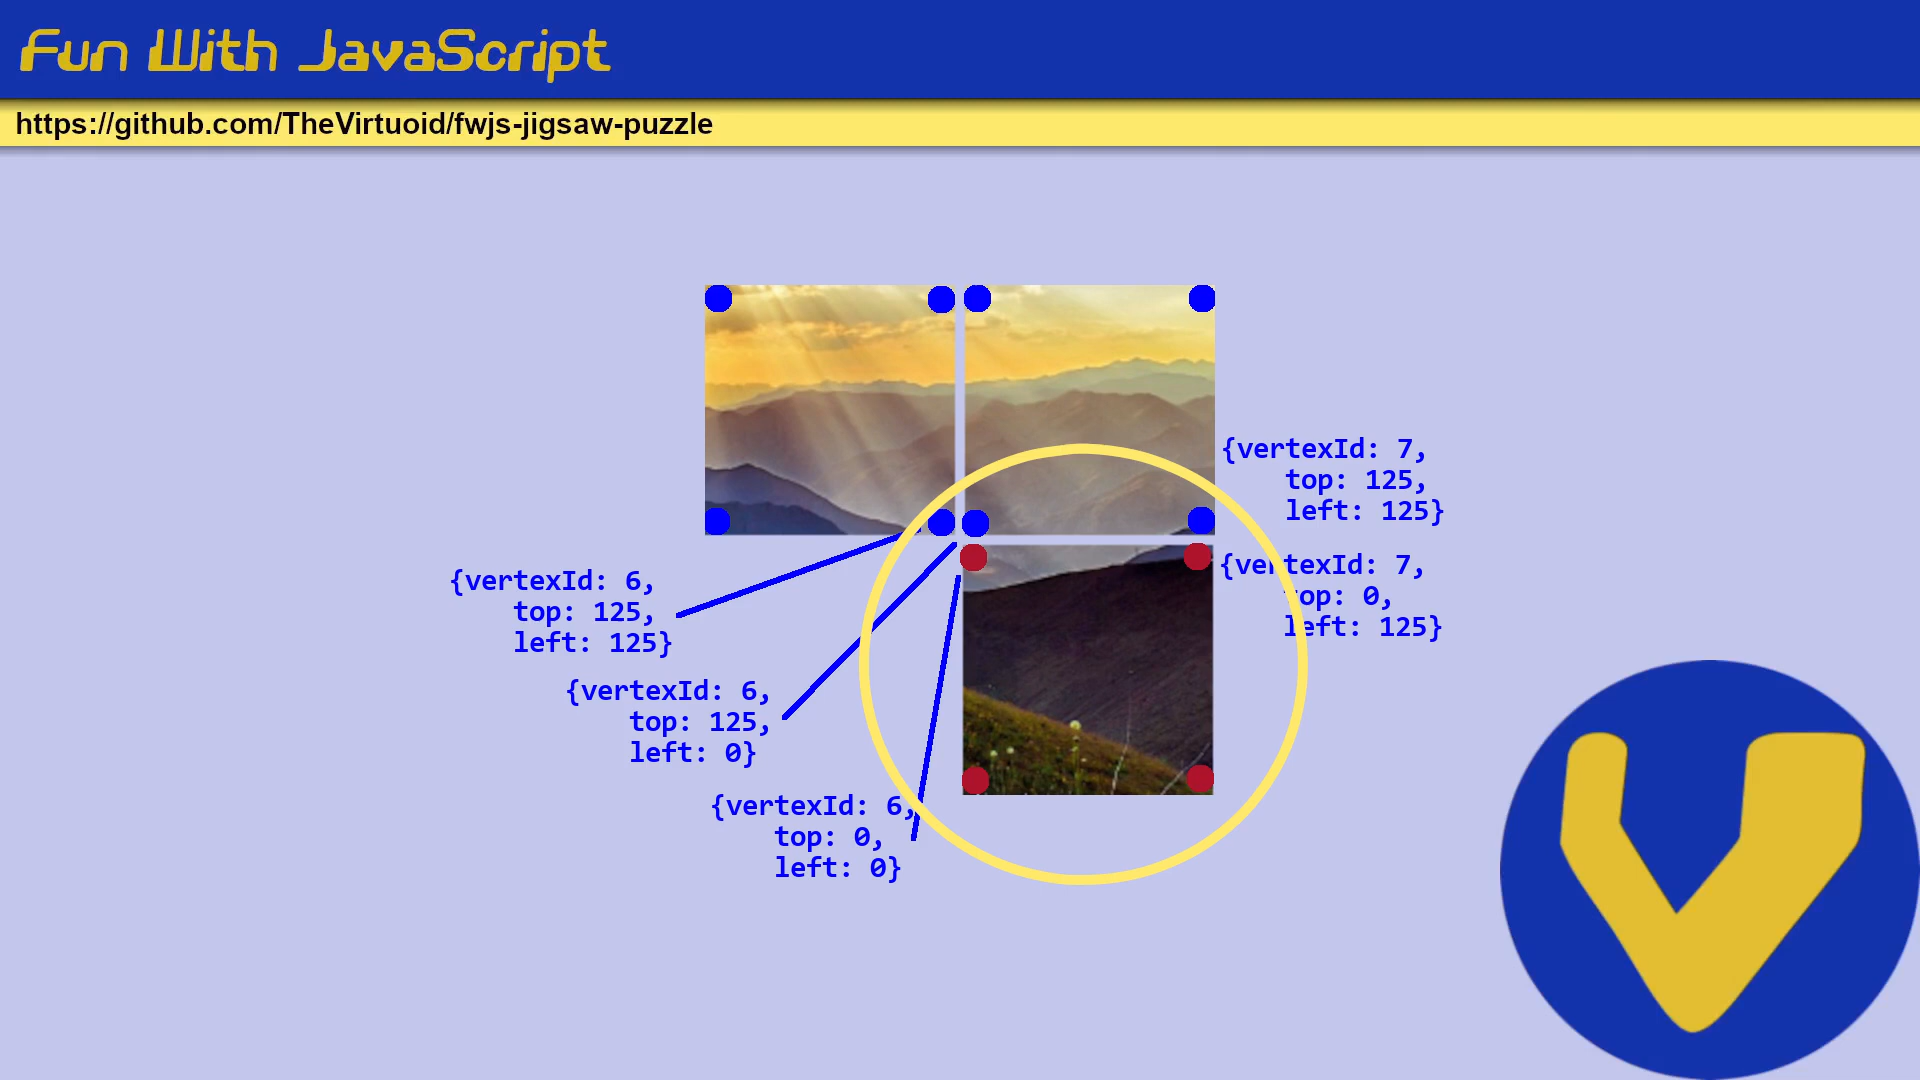 Fun With JavaScript
https://github.com/TheVirtuoid/fwjs-jigsaw-puzzle
{vertexId: 7,
top: 125,
left: 125}
{vertexId: 7,
top: 0,
left: 125}
{vertexId: 6,
top: 125,
left: 125}
{vertexId: 6,
top: 125,
left: 0}
{vertexId: 6,
top: 0,
left: 0}
V